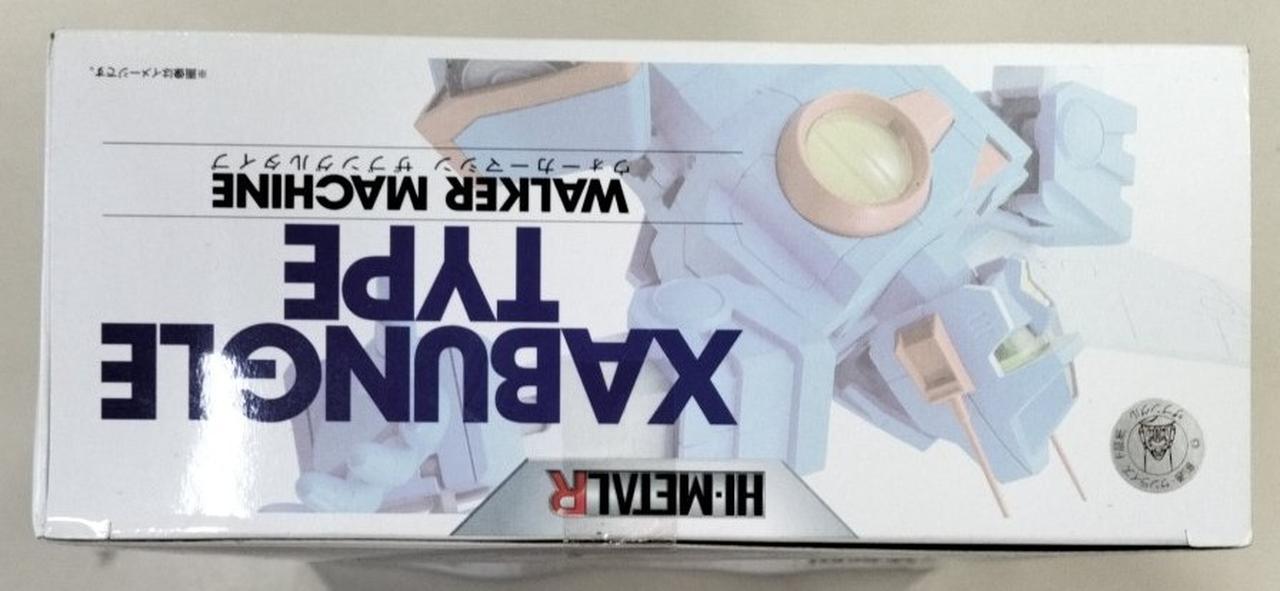 HI-METAL R
XABUNGLE
TYPE
WALKER MACHINE
ウォーカーマシン ザブングルタイプ
※画像はイメージです。